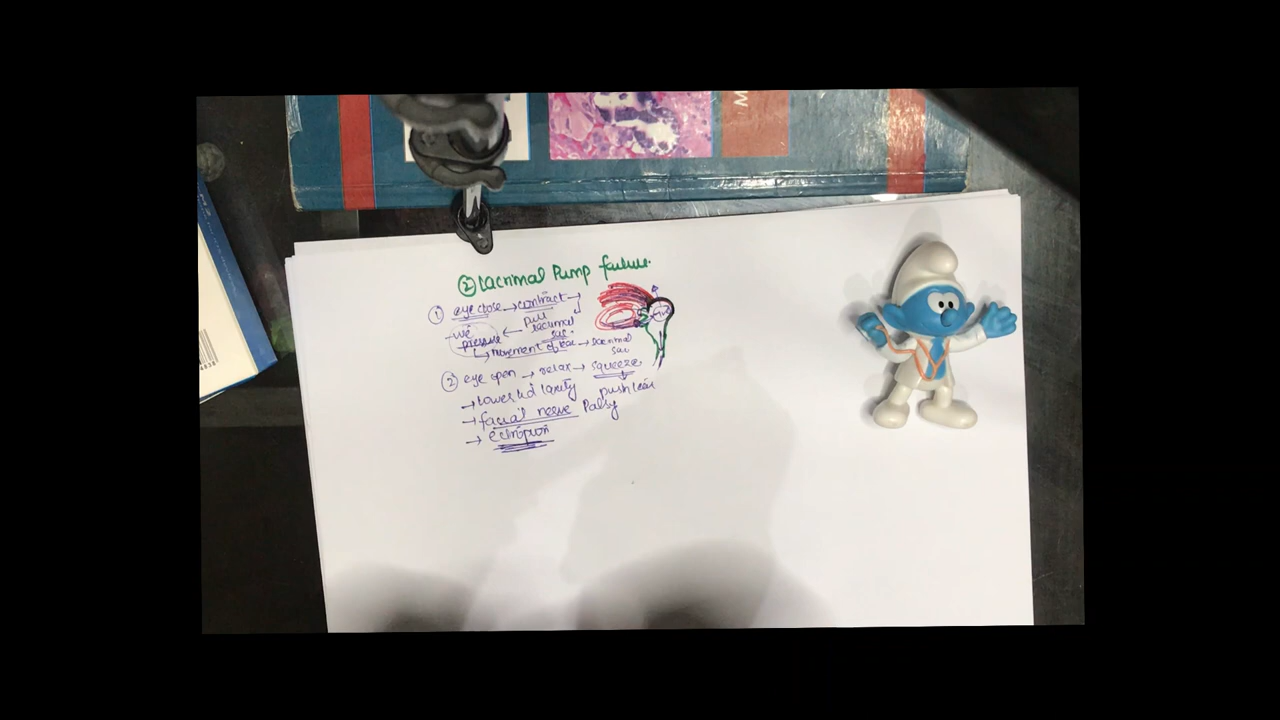 ② Lacrimal Pump failure.
① eye close → contract →
pull
lacrimal
sac.
-ve
pressure ←
↳ movement of tear → lacrimal
sac
② eye open → relax → squeeze
push tear
→ Lower lid laxity
→ facial nerve Palsy
→ ectropion
-ive
M